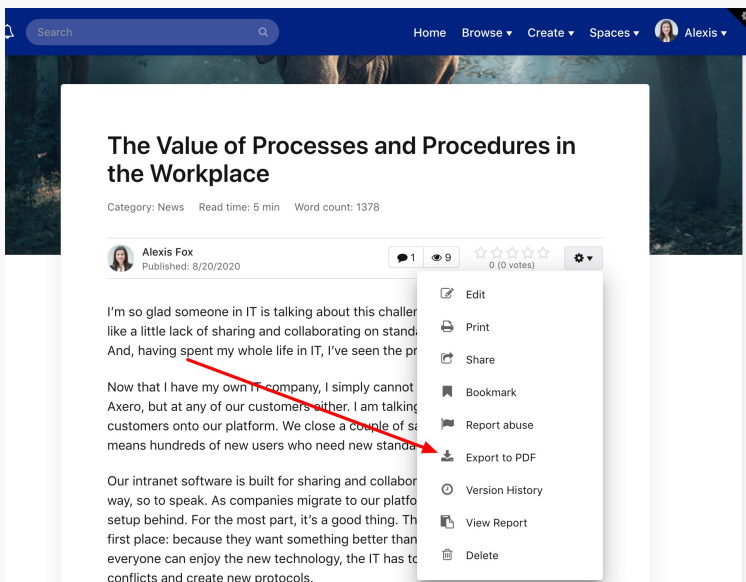 Search
Home Browse ▾ Create ▾ Spaces ▾ Alexis ▾
The Value of Processes and Procedures in
the Workplace
Category: News Read time: 5 min Word count: 1378
Alexis Fox
Published: 8/20/2020
1 9
0 (0 votes)
I'm so glad someone in IT is talking about this challen
like a little lack of sharing and collaborating on standa
And, having spent my whole life in IT, I've seen the pr
Now that I have my own IT company, I simply cannot
Axero, but at any of our customers either. I am talking
customers onto our platform. We close a couple of sa
means hundreds of new users who need new standa
Our intranet software is built for sharing and collabor
way, so to speak. As companies migrate to our platfo
setup behind. For the most part, it's a good thing. Th
first place: because they want something better than
everyone can enjoy the new technology, the IT has to
conflicts and create new protocols.
Edit
Print
Share
Bookmark
Report abuse
Export to PDF
Version History
View Report
Delete